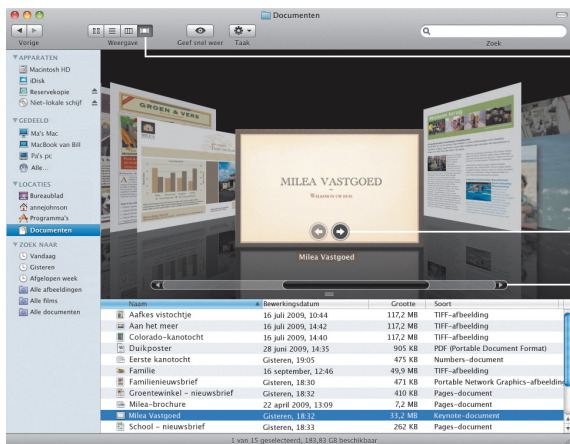 Documenten
Vorige
Weergave
Geef snel weer
Taak
Zoek
APPARATEN
Macintosh HD
iDisk
Reservekopie
Niet-lokale schijf
GEDEELD
Ma's Mac
MacBook van Bill
Pa's pc
Alle...
LOCATIES
Bureaublad
annejohnson
Programma's
Documenten
ZOEK NAAR
Vandaag
Gisteren
Afgelopen week
Alle afbeeldingen
Alle films
Alle documenten
GROEN & VERS
MILEA VASTGOED
WELKOM IN UW HUIS
Milea Vastgoed
Naam Bewerkingsdatum Grootte Soort
Aafkes vistochtje 16 juli 2009, 10:44 117,2 MB TIFF-afbeelding
Aan het meer 16 juli 2009, 14:42 117,2 MB TIFF-afbeelding
Colorado-kanotocht 16 juli 2009, 14:40 117,2 MB TIFF-afbeelding
Duikposter 28 juni 2009, 14:35 905 KB PDF (Portable Document Format)
Eerste kanotocht Gisteren, 19:05 475 KB Numbers-document
Familie 16 september, 12:46 49,9 MB TIFF-afbeelding
Familienieuwsbrief Gisteren, 18:30 471 KB Portable Network Graphics-afbeelding
Groentewinkel – nieuwsbrief Gisteren, 18:32 410 KB Pages-document
Milea-brochure 22 april 2009, 13:09 7,2 MB Pages-document
Milea Vastgoed Gisteren, 18:32 33,2 MB Keynote-document
School – nieuwsbrief Gisteren, 18:33 262 KB Pages-document
1 van 15 geselecteerd, 183,83 GB beschikbaar